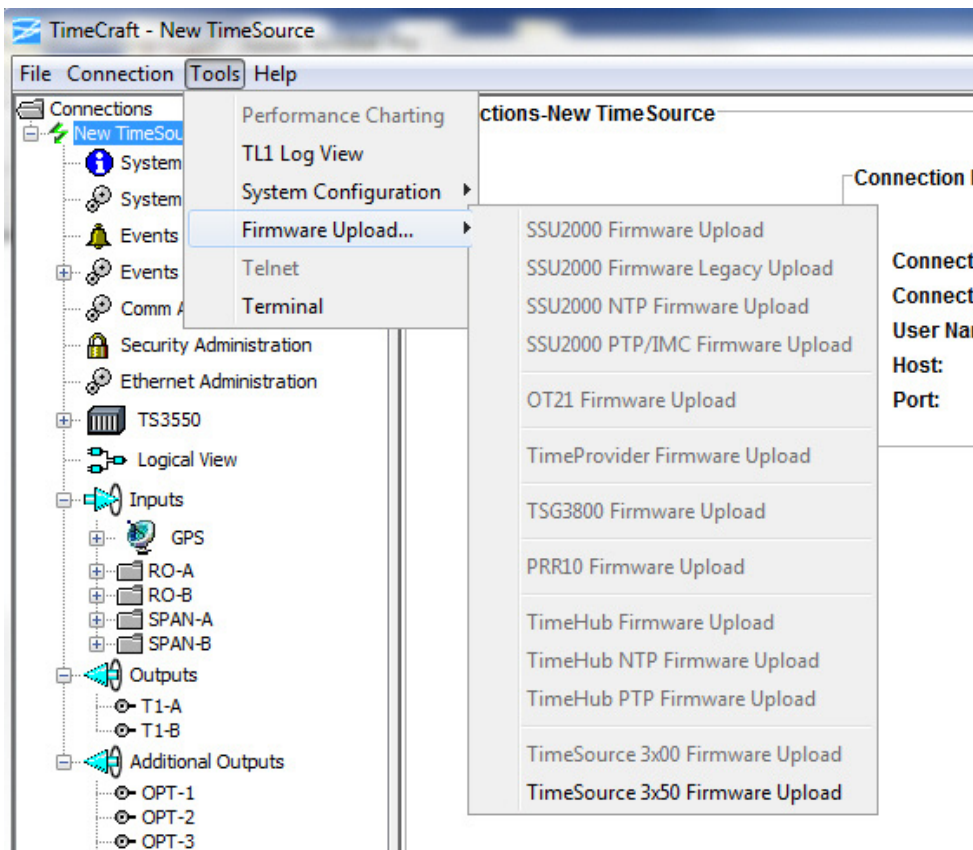 TimeCraft - New TimeSource
File Connection Tools Help
Connections
New TimeSou
System
System
Events
Events
Comm A
Security Administration
Ethernet Administration
TS3550
Logical View
Inputs
GPS
RO-A
RO-B
SPAN-A
SPAN-B
Outputs
T1-A
T1-B
Additional Outputs
OPT-1
OPT-2
OPT-3
Performance Charting
TL1 Log View
System Configuration
Firmware Upload...
Telnet
Terminal
SSU2000 Firmware Upload
SSU2000 Firmware Legacy Upload
SSU2000 NTP Firmware Upload
SSU2000 PTP/IMC Firmware Upload
OT21 Firmware Upload
TimeProvider Firmware Upload
TSG3800 Firmware Upload
PRR10 Firmware Upload
TimeHub Firmware Upload
TimeHub NTP Firmware Upload
TimeHub PTP Firmware Upload
TimeSource 3x00 Firmware Upload
TimeSource 3x50 Firmware Upload
ctions-New TimeSource
Connection
Connect
Connect
User Na
Host:
Port: